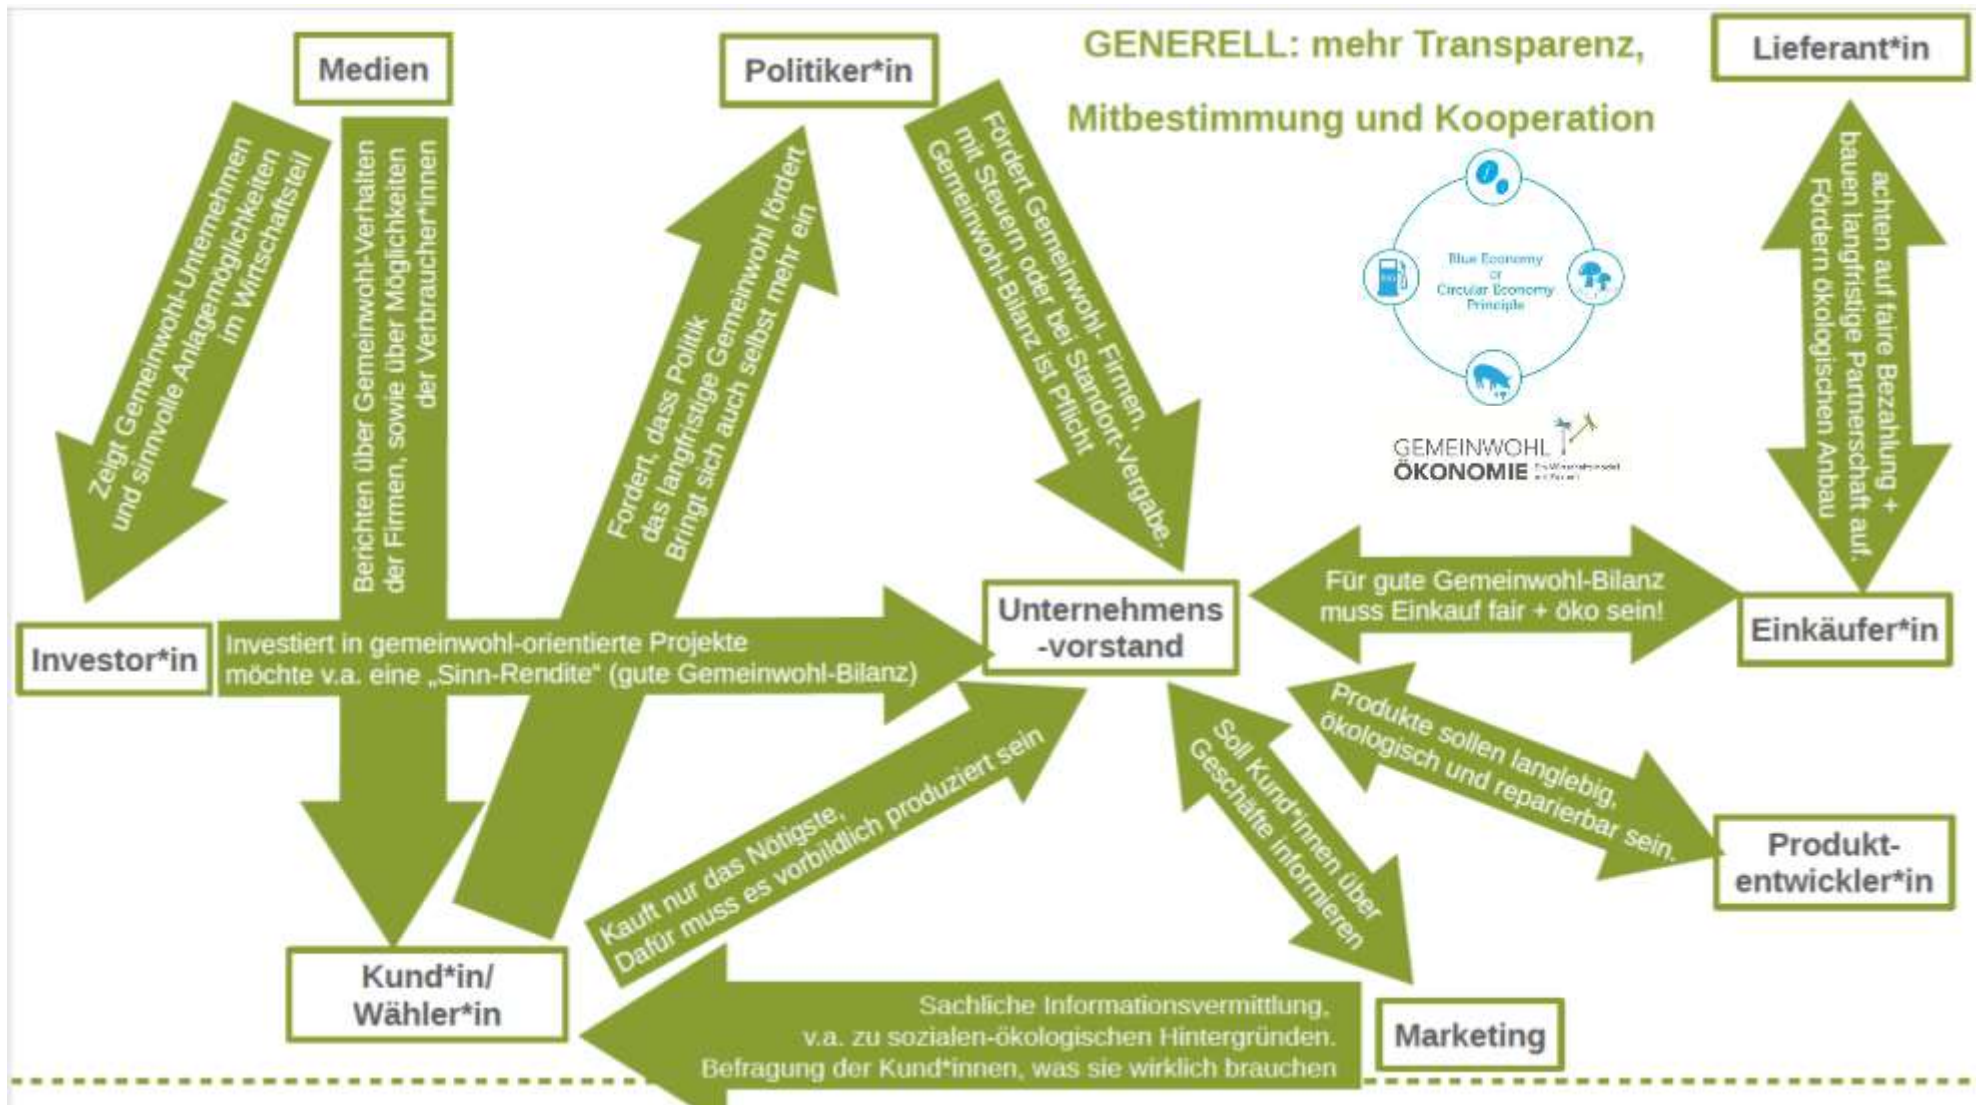 Medien
Politiker*in
GENERELL: mehr Transparenz,
Mitbestimmung und Kooperation
Lieferant*in
Zeigt Gemeinwohl-Unternehmen
und sinnvolle Anlagemöglichkeiten
im Wirtschaftsteil
Berichten über Gemeinwohl-Verhalten
der Firmen, sowie über Möglichkeiten
der Verbraucher*innen
Fordert, dass Politik
das langfristige Gemeinwohl fördert
Bringt sich auch selbst mehr ein
Fördert Gemeinwohl- Firmen,
mit Steuern oder bei Standort-Vergabe.
Gemeinwohl-Bilanz ist Pflicht
Blue Economy
or
Circular Economy
Principle
GEMEINWOHL
ÖKONOMIE
achten auf faire Bezahlung +
bauen langfristige Partnerschaft auf.
Fördern ökologischen Anbau
Investor*in
Investiert in gemeinwohl-orientierte Projekte
möchte v.a. eine „Sinn-Rendite“ (gute Gemeinwohl-Bilanz)
Unternehmens
-vorstand
Für gute Gemeinwohl-Bilanz
muss Einkauf fair + öko sein!
Einkäufer*in
Kauft nur das Nötigste,
Dafür muss es vorbildlich produziert sein
Soll Kund*innen über
Geschäfte informieren
Produkte sollen langlebig,
ökologisch und reparierbar sein.
Produkt-
entwickler*in
Kund*in/
Wähler*in
Sachliche Informationsvermittlung,
v.a. zu sozialen-ökologischen Hintergründen.
Befragung der Kund*innen, was sie wirklich brauchen
Marketing